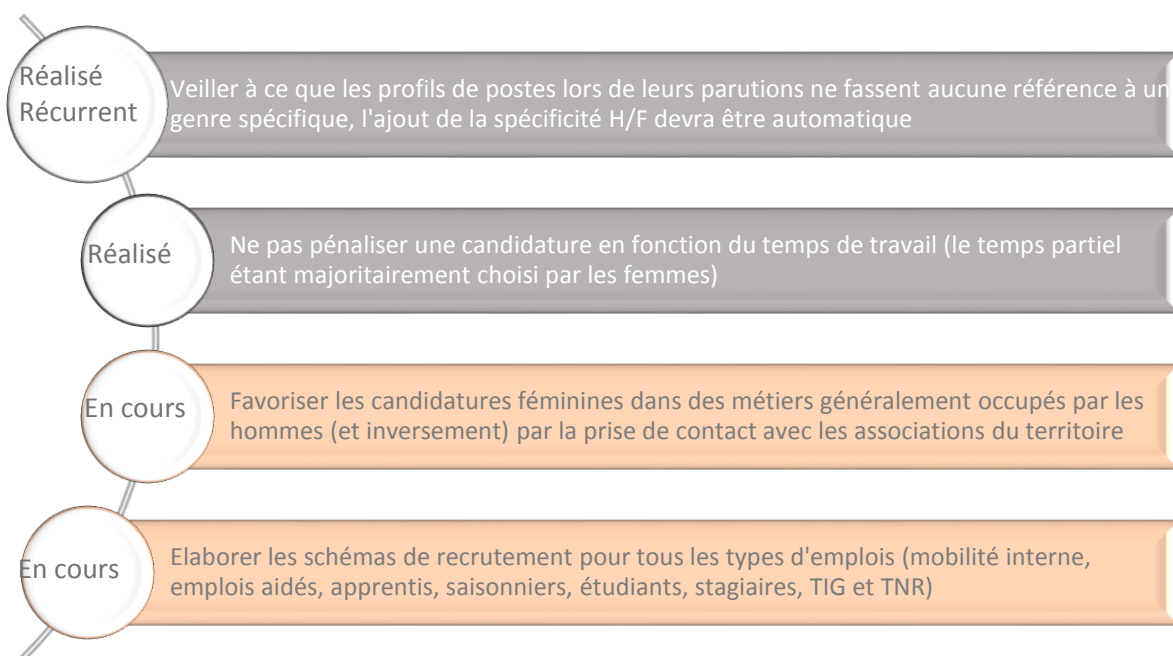 Réalisé
Récurrent
Veiller à ce que les profils de postes lors de leurs parutions ne fassent aucune référence à un
genre spécifique, l'ajout de la spécificité H/F devra être automatique
Réalisé
Ne pas pénaliser une candidature en fonction du temps de travail (le temps partiel
étant majoritairement choisi par les femmes)
En cours
Favoriser les candidatures féminines dans des métiers généralement occupés par les
hommes (et inversement) par la prise de contact avec les associations du territoire
En cours
Elaborer les schémas de recrutement pour tous les types d'emplois (mobilité interne,
emplois aidés, apprentis, saisonniers, étudiants, stagiaires, TIG et TNR)